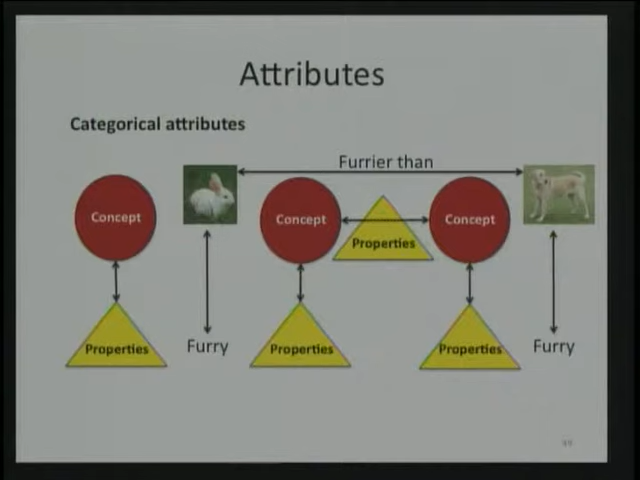 Attributes
Categorical attributes
Furrier than
Concept
Concept
Concept
Properties
Properties
Furry
Properties
Properties
Furry